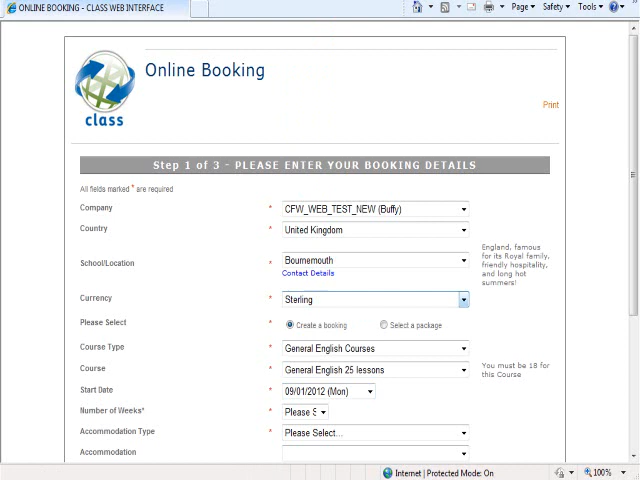 ONLINE BOOKING - CLASS WEB INTERFACE
Page Safety Tools
class
Online Booking
Print
Step 1 of 3 - PLEASE ENTER YOUR BOOKING DETAILS
All fields marked * are required
Company * CFW_WEB_TEST_NEW (Buffy)
Country * United Kingdom
School/Location * Bournemouth
Contact Details
England, famous
for its Royal family,
friendly hospitality,
and long hot
summers!
Currency * Sterling
Please Select * Create a booking Select a package
Course Type * General English Courses
Course * General English 25 lessons
You must be 18 for
this Course
Start Date * 09/01/2012 (Mon)
Number of Weeks* * Please S
Accommodation Type * Please Select...
Accommodation
Internet | Protected Mode: On 100%